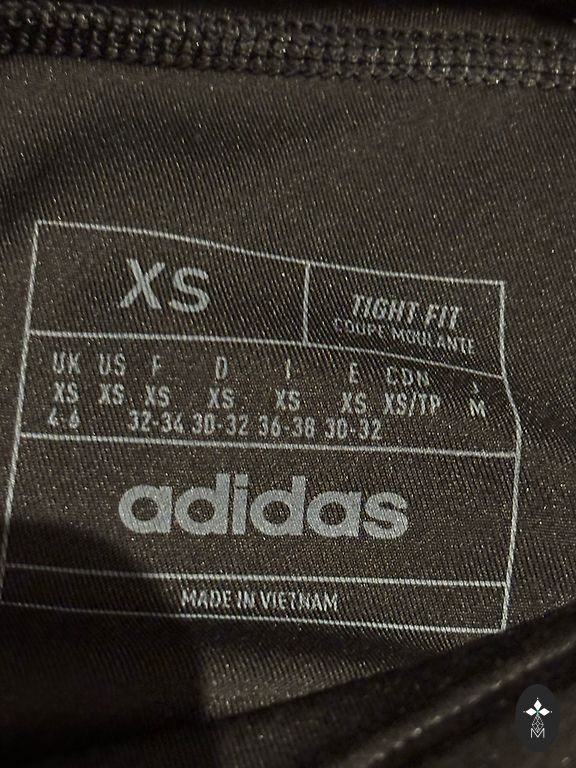 XS
TIGHT FIT
COUPE MOULANTE
UK US F D I E CDN J
XS XS XS XS XS XS XS/TP M
4-6 32-34 30-32 36-38 30-32
adidas
MADE IN VIETNAM
M